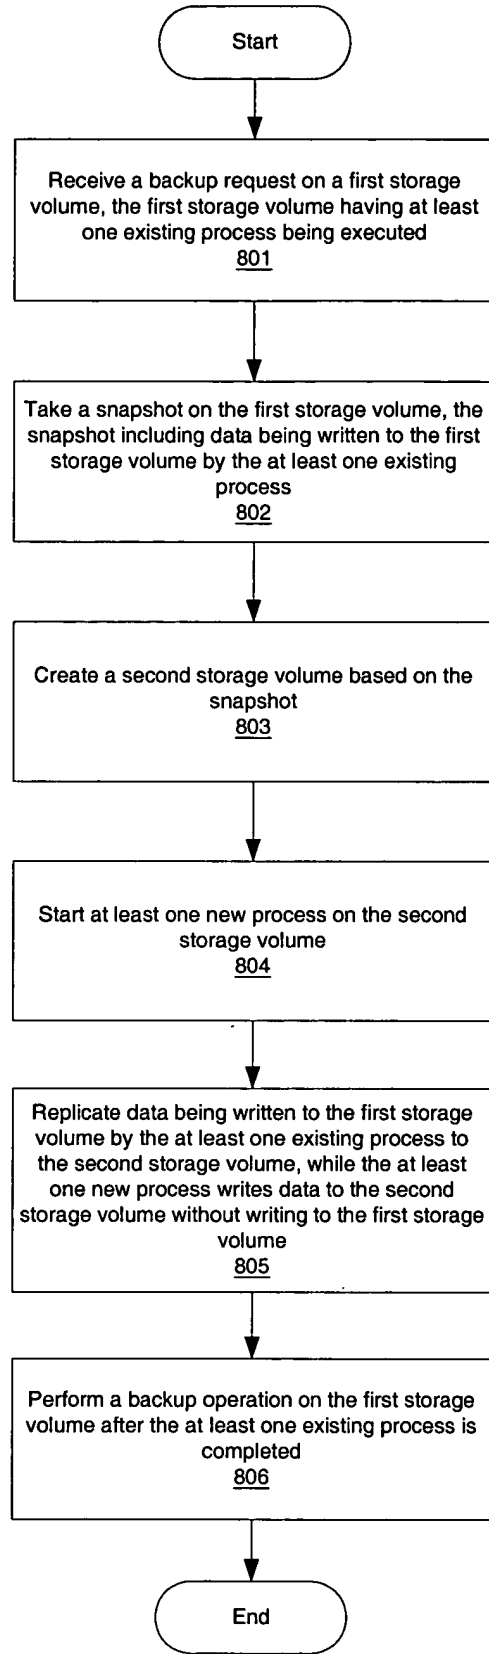 Start
Receive a backup request on a first storage
volume, the first storage volume having at least
one existing process being executed
801
Take a snapshot on the first storage volume, the
snapshot including data being written to the first
storage volume by the at least one existing
process
802
Create a second storage volume based on the
snapshot
803
Start at least one new process on the second
storage volume
804
Replicate data being written to the first storage
volume by the at least one existing process to
the second storage volume, while the at least
one new process writes data to the second
storage volume without writing to the first storage
volume
805
Perform a backup operation on the first storage
volume after the at least one existing process is
completed
806
End